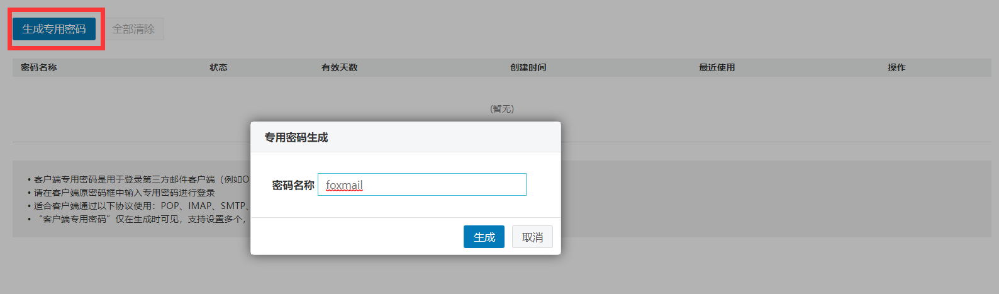 生成专用密码 全部清除
密码名称 状态 有效天数 创建时间 最近使用 操作
(暂无)
专用密码生成
密码名称 foxmail
生成 取消
• 客户端专用密码是用于登录第三方邮件客户端（例如O
• 请在客户端原密码框中输入专用密码进行登录
• 适合客户端通过以下协议使用：POP、IMAP、SMTP、
• “客户端专用密码”仅在生成时可见，支持设置多个，